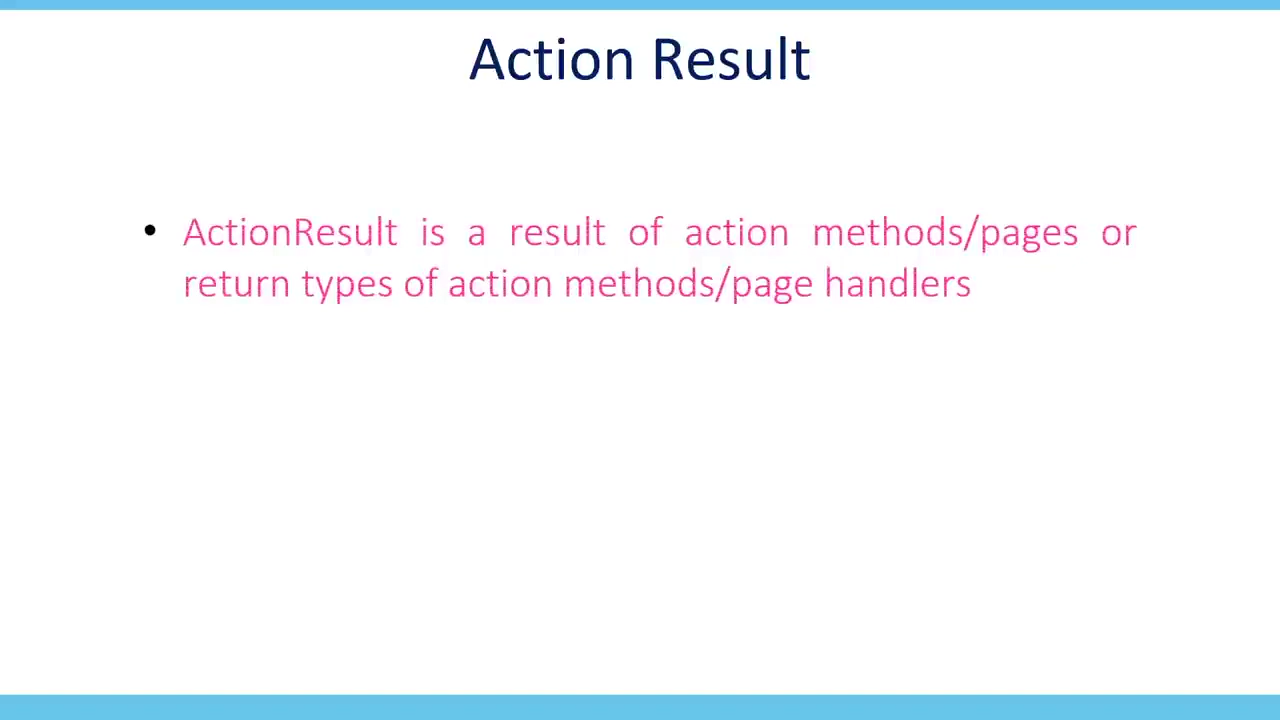 Action Result
• ActionResult is a result of action methods/pages or
return types of action methods/page handlers